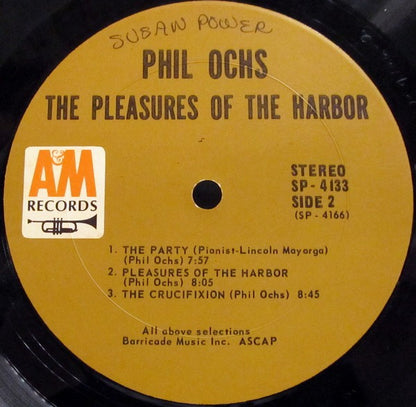 SUSAN POWER
PHIL OCHS
THE PLEASURES OF THE HARBOR
A&M
RECORDS
STEREO
SP - 4133
SIDE 2
(SP - 4166)
1. THE PARTY (Pianist-Lincoln Mayorga)
(Phil Ochs) 7:57
2. PLEASURES OF THE HARBOR
(Phil Ochs) 8:05
3. THE CRUCIFIXION (Phil Ochs) 8:45
All above selections
Barricade Music Inc. ASCAP